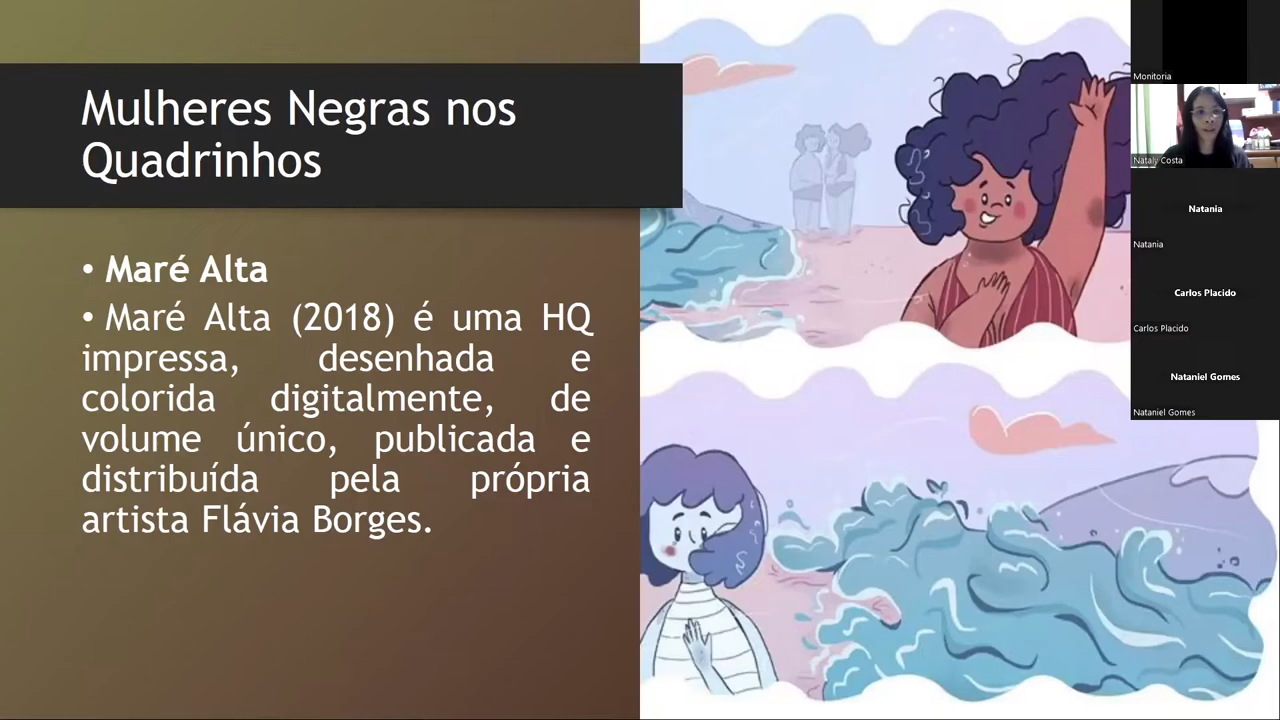 Mulheres Negras nos
Quadrinhos
• Maré Alta
• Maré Alta (2018) é uma HQ
impressa, desenhada e
colorida digitalmente, de
volume único, publicada e
distribuída pela própria
artista Flávia Borges.
Monitoria
Nataly Costa
Natania
Natania
Carlos Placido
Carlos Placido
Nataniel Gomes
Nataniel Gomes